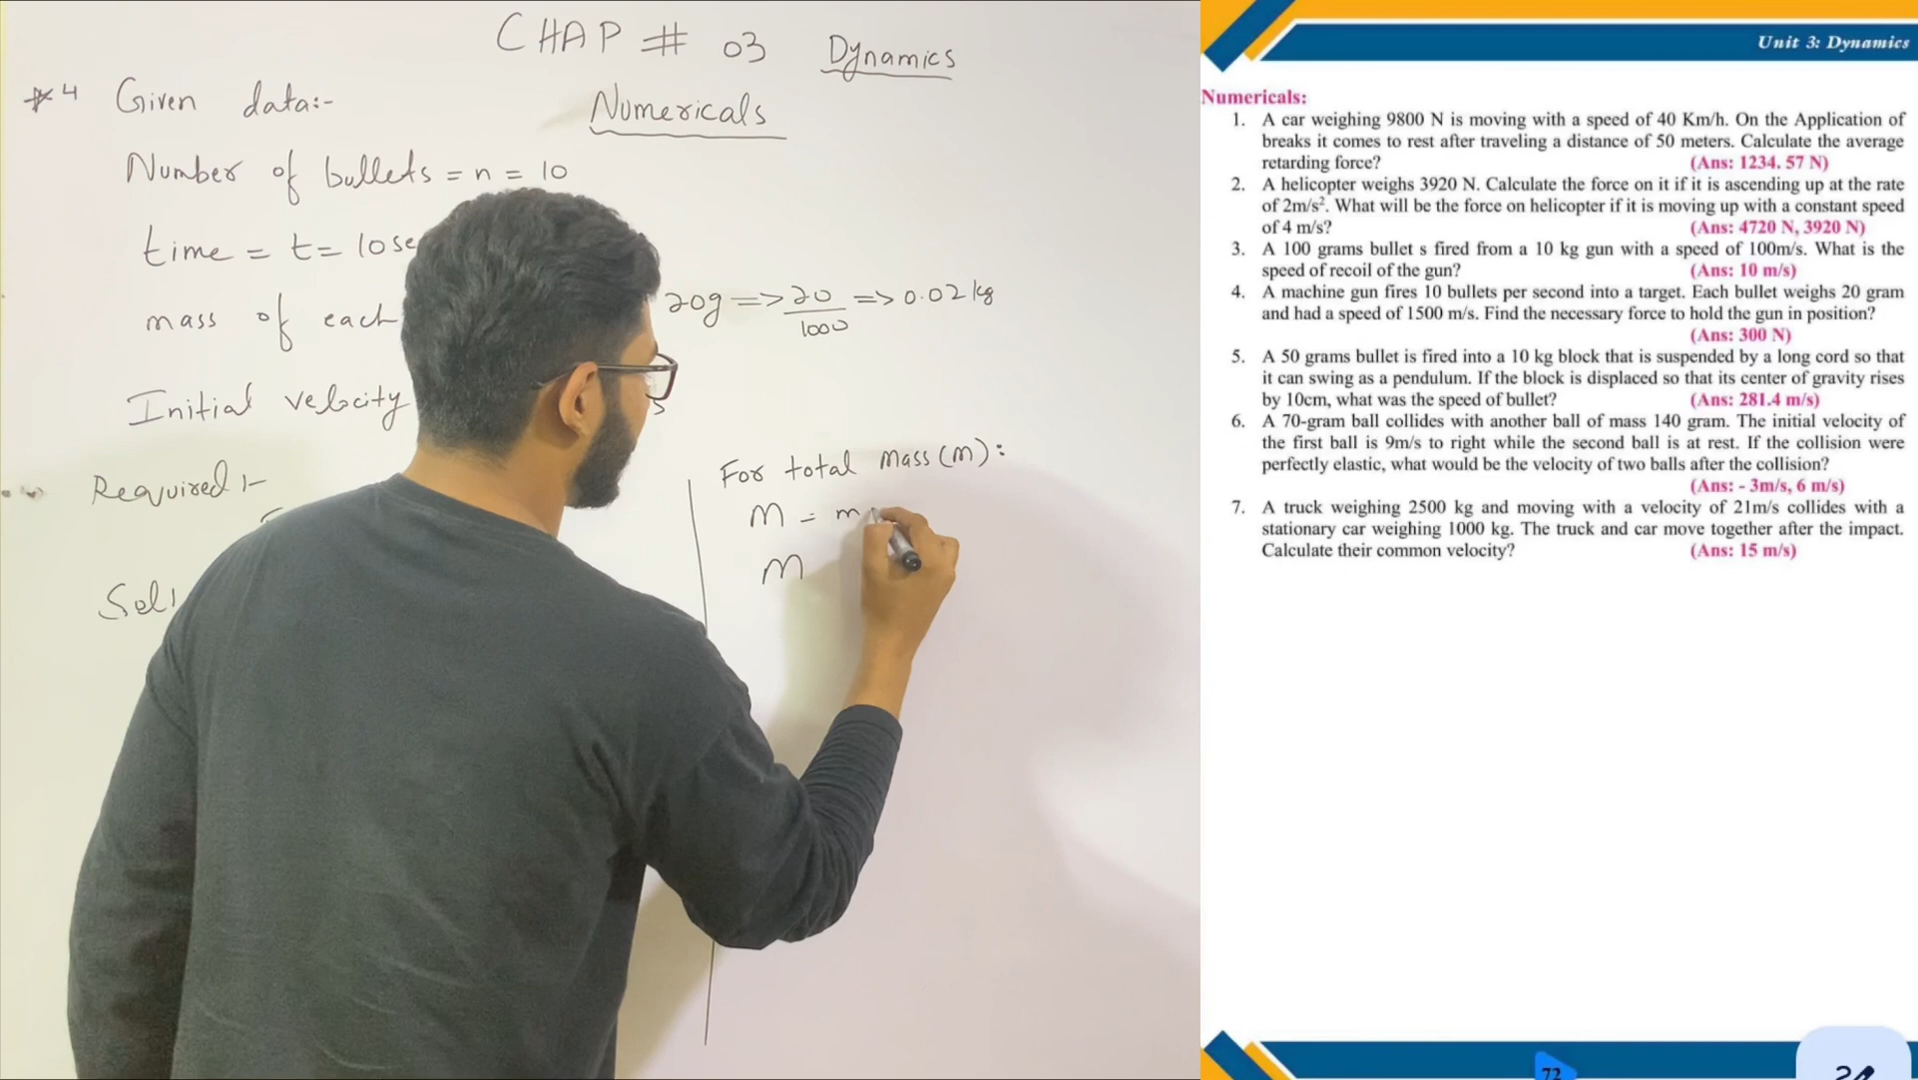 CHAP # 03 Dynamics
Numericals
*4 Given data:-
Number of bullets = n = 10
time = t = 10se
mass of each 20g => 20/1000 => 0.02 kg
Initial velocity s
Required :-
Sol:
For total mass (m):
M = m
M
Unit 3: Dynamics
Numericals:
1. A car weighing 9800 N is moving with a speed of 40 Km/h. On the Application of
breaks it comes to rest after traveling a distance of 50 meters. Calculate the average
retarding force? (Ans: 1234. 57 N)
2. A helicopter weighs 3920 N. Calculate the force on it if it is ascending up at the rate
of 2m/s². What will be the force on helicopter if it is moving up with a constant speed
of 4 m/s? (Ans: 4720 N, 3920 N)
3. A 100 grams bullet s fired from a 10 kg gun with a speed of 100m/s. What is the
speed of recoil of the gun? (Ans: 10 m/s)
4. A machine gun fires 10 bullets per second into a target. Each bullet weighs 20 gram
and had a speed of 1500 m/s. Find the necessary force to hold the gun in position?
(Ans: 300 N)
5. A 50 grams bullet is fired into a 10 kg block that is suspended by a long cord so that
it can swing as a pendulum. If the block is displaced so that its center of gravity rises
by 10cm, what was the speed of bullet? (Ans: 281.4 m/s)
6. A 70-gram ball collides with another ball of mass 140 gram. The initial velocity of
the first ball is 9m/s to right while the second ball is at rest. If the collision were
perfectly elastic, what would be the velocity of two balls after the collision?
(Ans: - 3m/s, 6 m/s)
7. A truck weighing 2500 kg and moving with a velocity of 21m/s collides with a
stationary car weighing 1000 kg. The truck and car move together after the impact.
Calculate their common velocity? (Ans: 15 m/s)
72